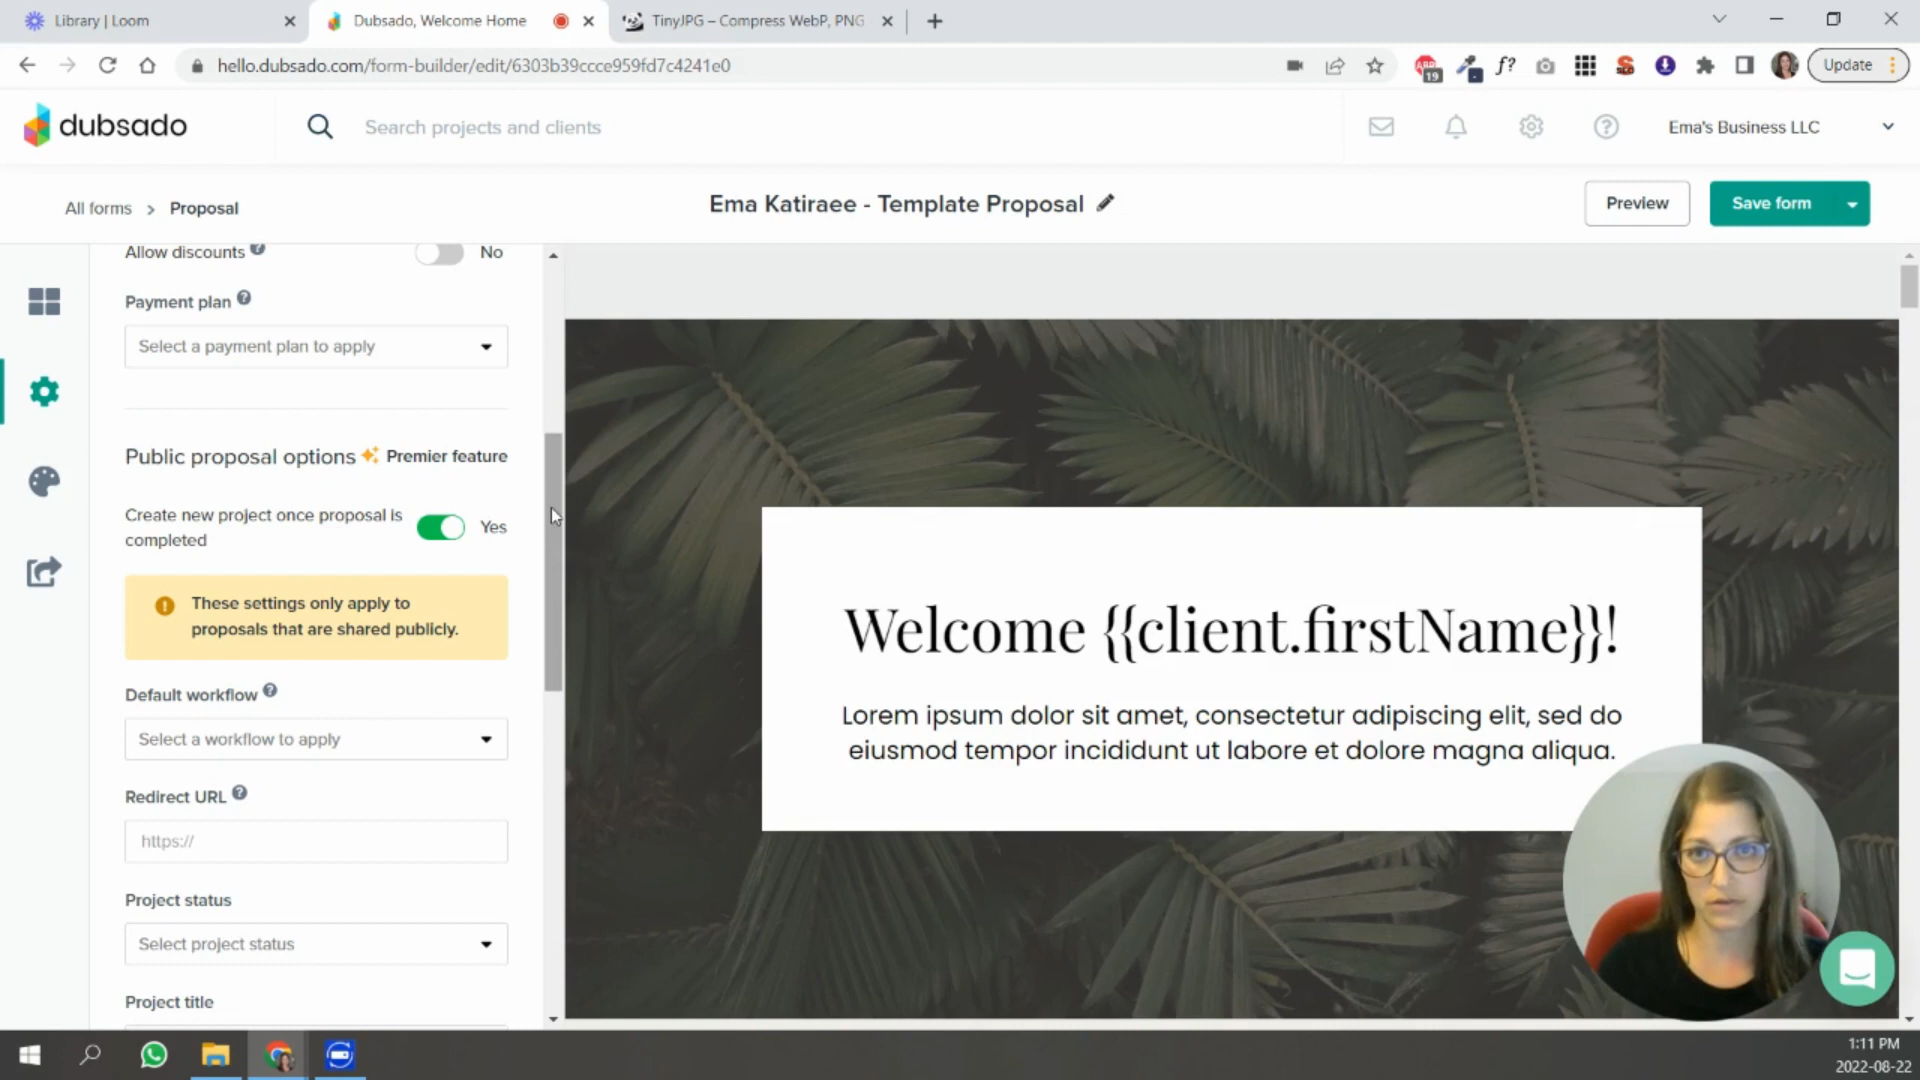 Library | Loom
Dubsado, Welcome Home
TinyJPG – Compress WebP, PNG
hello.dubsado.com/form-builder/edit/6303b39ccce959fd7c4241e0
19
f?
Update
dubsado
Search projects and clients
Ema's Business LLC
All forms > Proposal
Ema Katiraee - Template Proposal
Preview
Save form
Allow discounts ?
No
Payment plan ?
Select a payment plan to apply
Public proposal options
Premier feature
Create new project once proposal is
completed
Yes
These settings only apply to
proposals that are shared publicly.
Default workflow ?
Select a workflow to apply
Redirect URL ?
https://
Project status
Select project status
Project title
Welcome {{client.firstName}}!
Lorem ipsum dolor sit amet, consectetur adipiscing elit, sed do
eiusmod tempor incididunt ut labore et dolore magna aliqua.
1:11 PM
2022-08-22